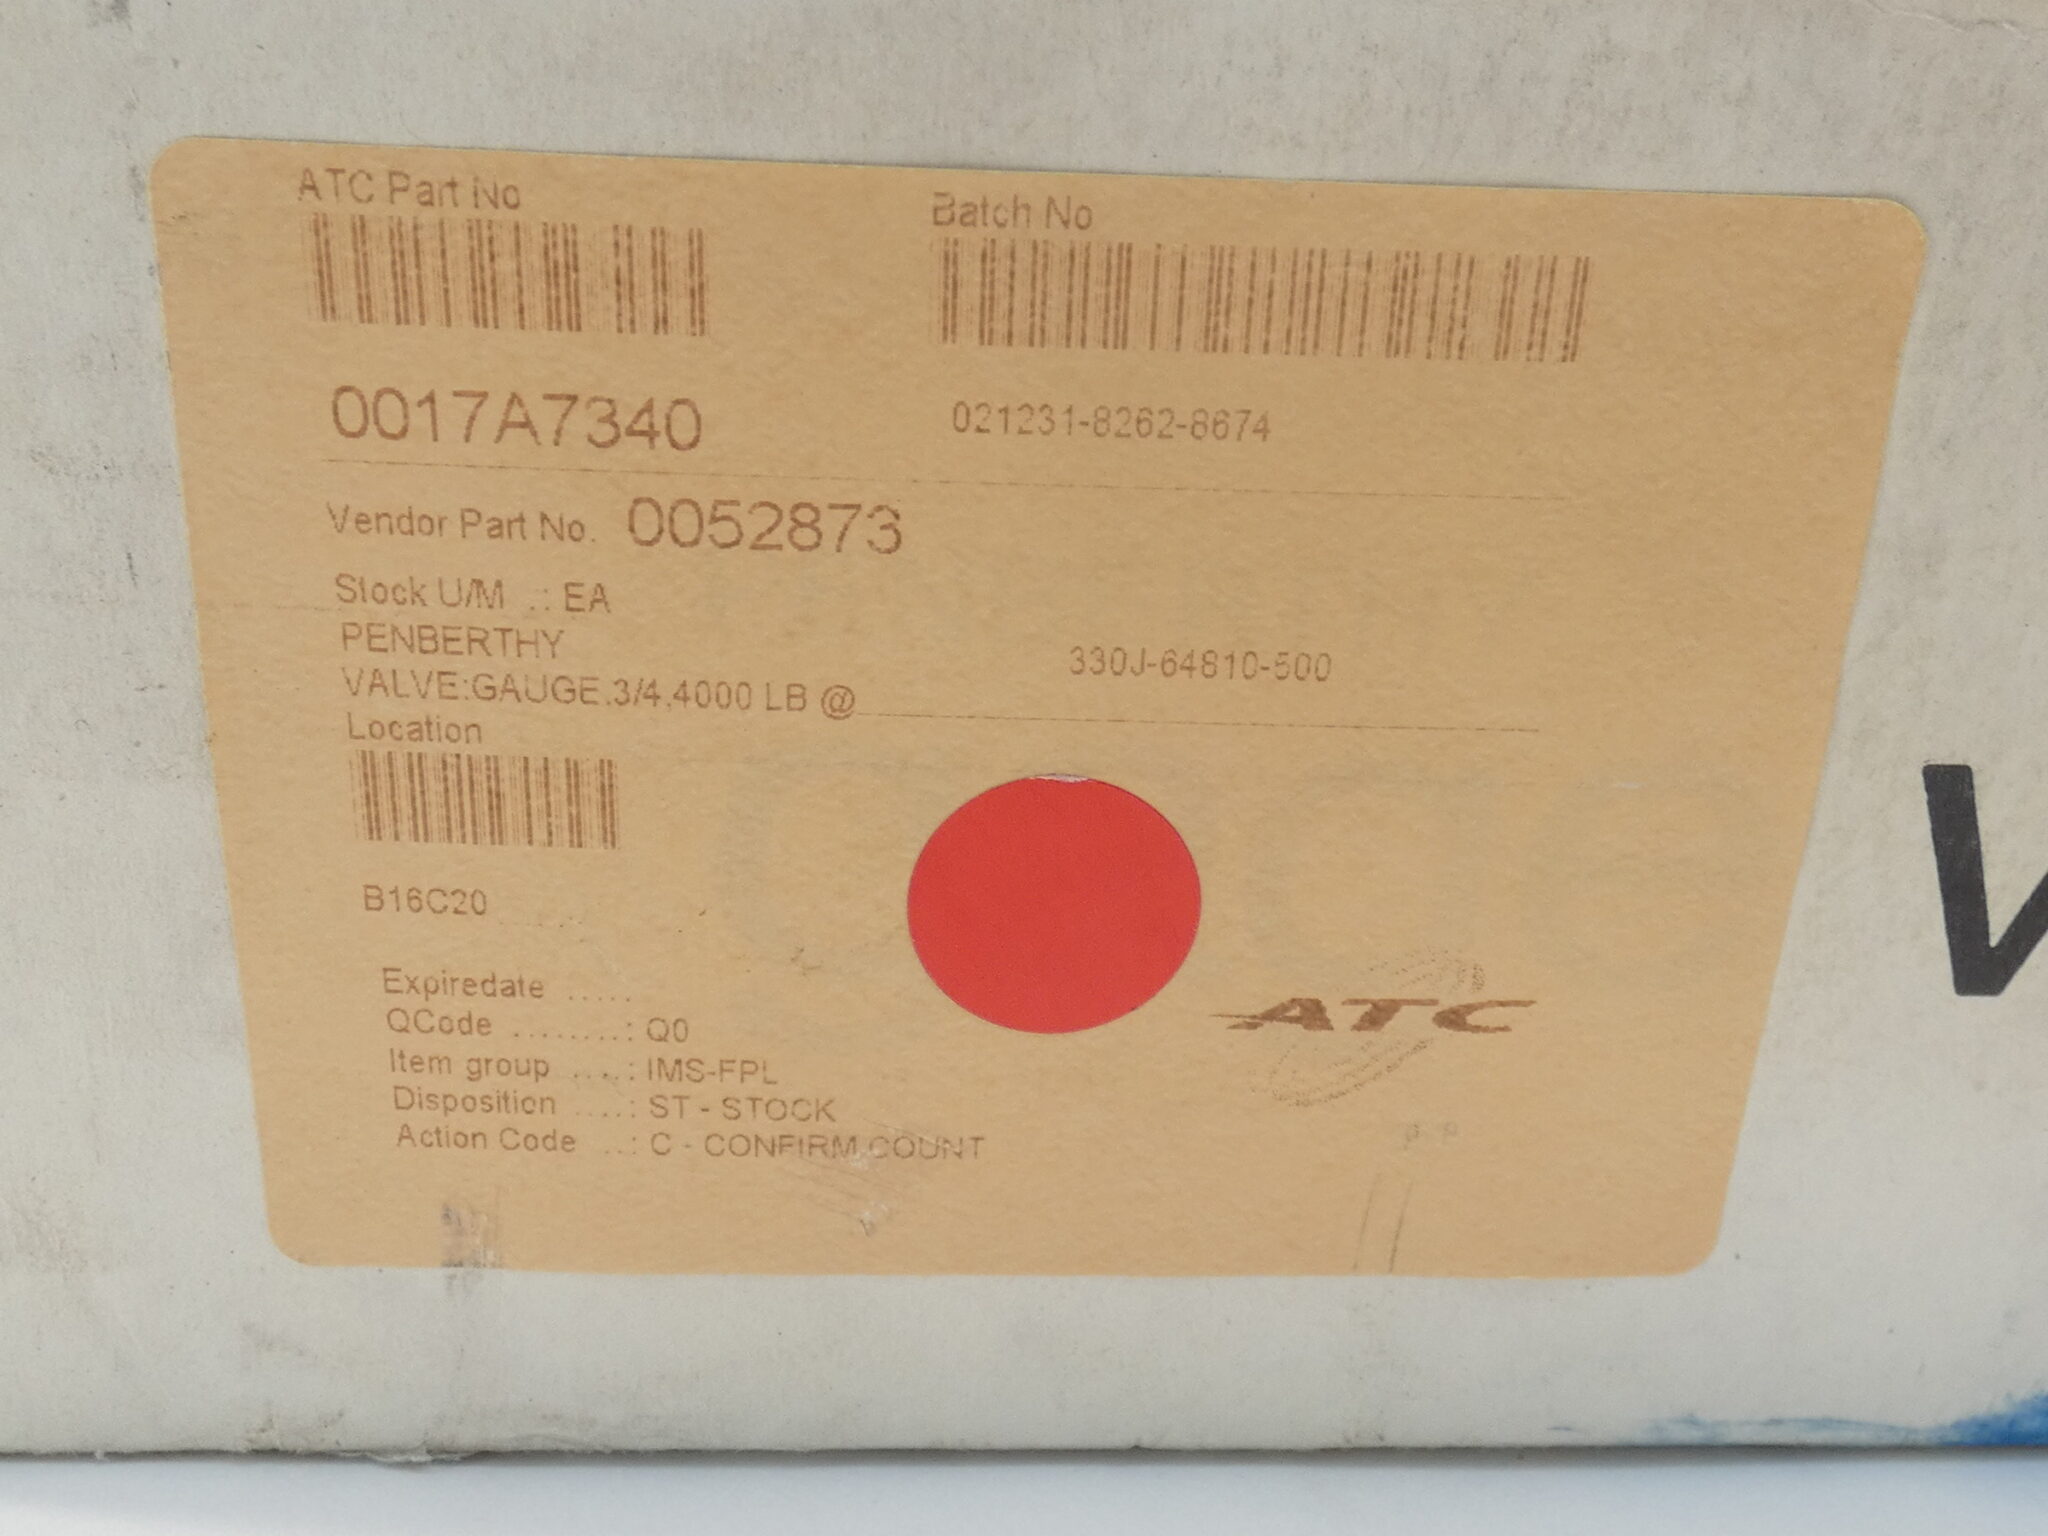 ATC Part No
Batch No
0017A7340
021231-8262-8674
Vendor Part No. 0052873
Stock U/M .: EA
PENBERTHY
330J-64810-500
VALVE:GAUGE,3/4,4000 LB @
Location
B16C20
Expiredate .....
QCode ........: Q0
Item group ....: IMS-FPL
Disposition ....: ST - STOCK
Action Code ..: C - CONFIRM COUNT
ATC